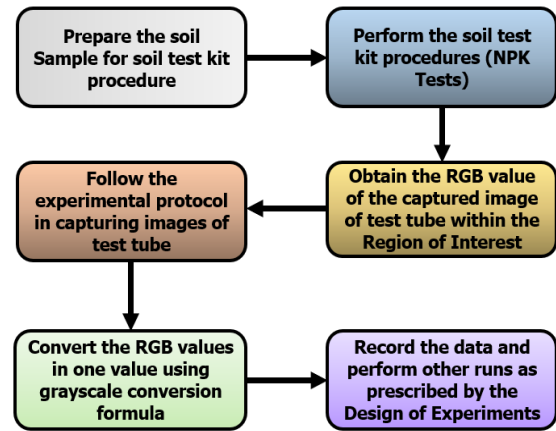 Prepare the soil
Sample for soil test kit
procedure
Perform the soil test
kit procedures (NPK
Tests)
Obtain the RGB value
of the captured image
of test tube within the
Region of Interest
Follow the
experimental protocol
in capturing images of
test tube
Convert the RGB values
in one value using
grayscale conversion
formula
Record the data and
perform other runs as
prescribed by the
Design of Experiments